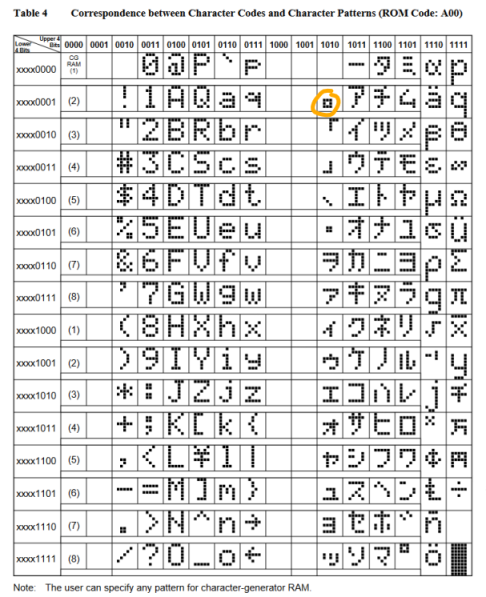 Table 4 Correspondence between Character Codes and Character Patterns (ROM Code: A00)
Lower 4 Bits Upper 4 Bits 0000 0001 0010 0011 0100 0101 0110 0111 1000 1001 1010 1011 1100 1101 1110 1111
xxxx0000 CG RAM (1) 0 @ P ` p ー タ ミ α p
xxxx0001 (2) ! 1 A Q a q 。 ア チ ム ä q
xxxx0010 (3) " 2 B R b r 「 イ ツ メ β θ
xxxx0011 (4) # 3 C S c s 」 ウ テ モ ε ∞
xxxx0100 (5) $ 4 D T d t 、 エ ト ヤ μ Ω
xxxx0101 (6) % 5 E U e u ・ オ ナ ユ σ ü
xxxx0110 (7) & 6 F V f v ヲ カ ニ ヨ ρ Σ
xxxx0111 (8) ' 7 G W g w ァ キ ヌ ラ g π
xxxx1000 (1) ( 8 H X h x ィ ク ネ リ √ x̄
xxxx1001 (2) ) 9 I Y i y ゥ ケ ノ ル ⁻¹ y
xxxx1010 (3) * : J Z j z ェ コ ハ レ j 千
xxxx1011 (4) + ; K [ k { ォ サ ヒ ロ ˣ 万
xxxx1100 (5) , < L ¥ l | ャ シ フ ワ ¢ 円
xxxx1101 (6) - = M ] m } ュ ス ヘ ン £ ÷
xxxx1110 (7) . > N ^ n → ョ セ ホ ゛ ñ
xxxx1111 (8) / ? O _ o ← ッ ソ マ ゜ ö █
Note: The user can specify any pattern for character-generator RAM.